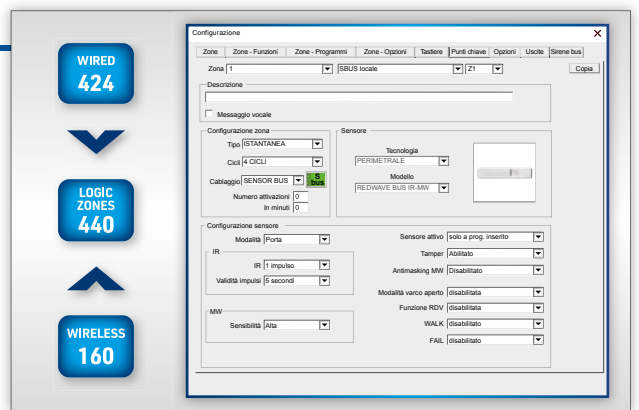 WIRED
424
LOGIC
ZONES
440
WIRELESS
160
Configurazione
Zone Zone - Funzioni Zone - Programmi Zone - Opzioni Tastiere Punti chiave Opzioni Uscite Sirene bus
Zona 1 SBUS locale Z1 Copia
Descrizione
Messaggio vocale
Configurazione zona
Tipo ISTANTANEA
Cicli 4 CICLI
Cablaggio SENSOR BUS S bus
Numero attivazioni 0
In minuti 0
Sensore
Tecnologia
PERIMETRALE
Modello
REDWAVE BUS IR-MW
Configurazione sensore
Modalità Porta
IR
IR 1 impulso
Validità impulsi 5 secondi
MW
Sensibilità Alta
Sensore attivo solo a prog. inserito
Tamper Abilitato
Antimasking MW Disabilitato
Modalità varco aperto disabilitata
Funzione RDV disabilitata
WALK disabilitato
FAIL disabilitato